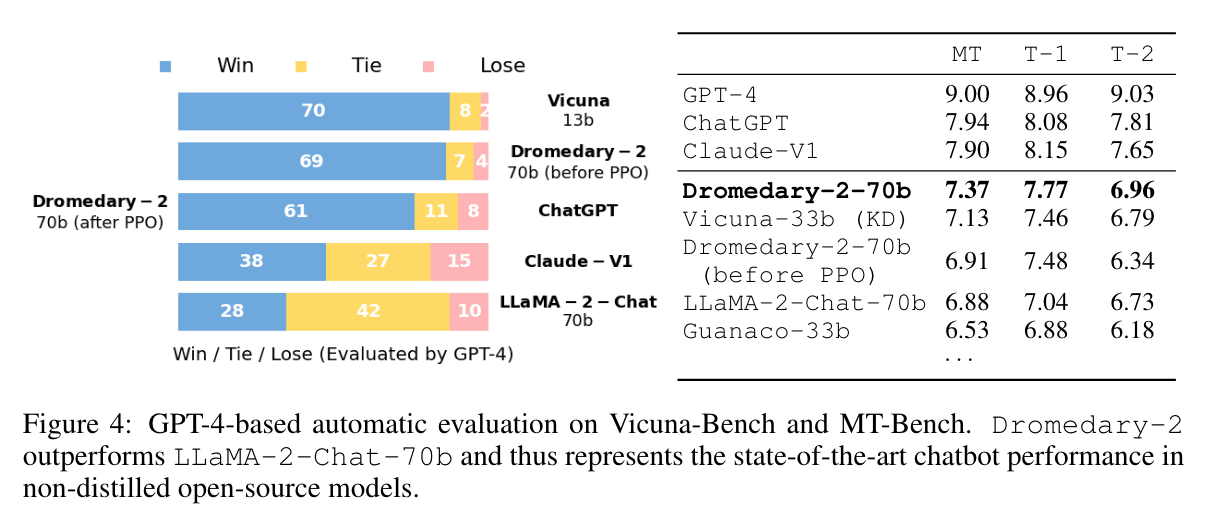 Win Tie Lose
70 8 2 Vicuna
13b
69 7 4 Dromedary − 2
70b (before PPO)
Dromedary − 2
70b (after PPO)
61 11 8 ChatGPT
38 27 15 Claude − V1
28 42 10 LLaMA − 2 − Chat
70b
Win / Tie / Lose (Evaluated by GPT-4)
MT T-1 T-2
GPT-4 9.00 8.96 9.03
ChatGPT 7.94 8.08 7.81
Claude-V1 7.90 8.15 7.65
Dromedary-2-70b 7.37 7.77 6.96
Vicuna-33b (KD) 7.13 7.46 6.79
Dromedary-2-70b
(before PPO) 6.91 7.48 6.34
LLaMA-2-Chat-70b 6.88 7.04 6.73
Guanaco-33b 6.53 6.88 6.18
...
Figure 4: GPT-4-based automatic evaluation on Vicuna-Bench and MT-Bench. Dromedary-2
outperforms LLaMA-2-Chat-70b and thus represents the state-of-the-art chatbot performance in
non-distilled open-source models.